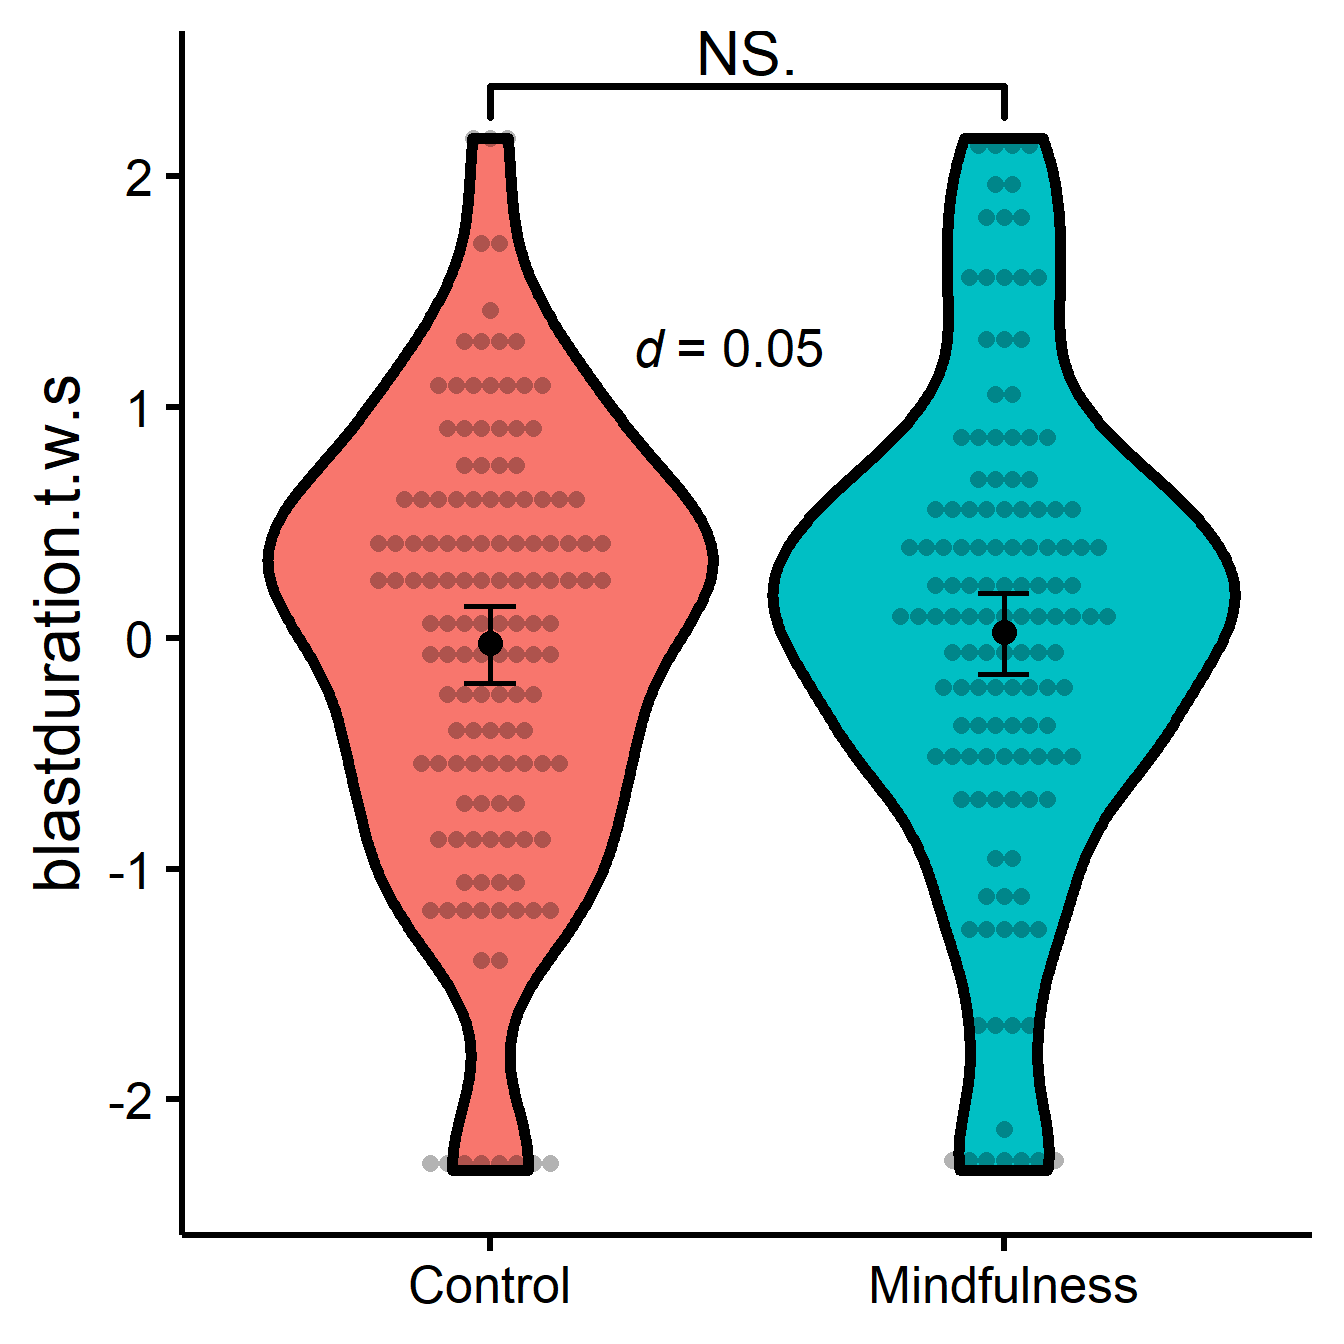 NS.
d = 0.05
blastduration.t.w.s
2
1
0
-1
-2
Control
Mindfulness